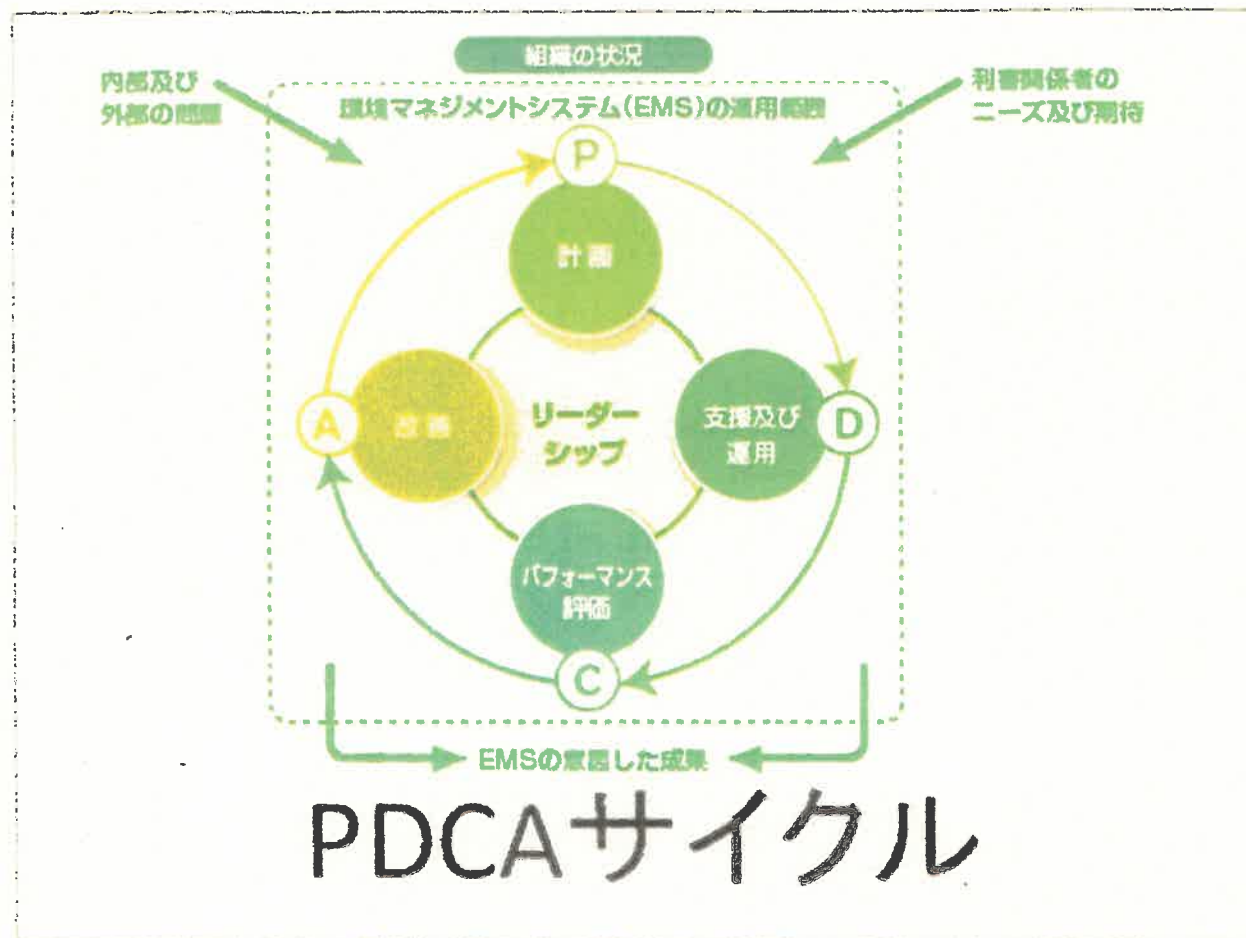 組織の状況
内部及び
外部の問題
利害関係者の
ニーズ及び期待
環境マネジメントシステム(EMS)の運用範囲
P
計画
A
改善
リーダー
シップ
支援及び
運用
D
パフォーマンス
評価
C
EMSの意図した成果
PDCAサイクル